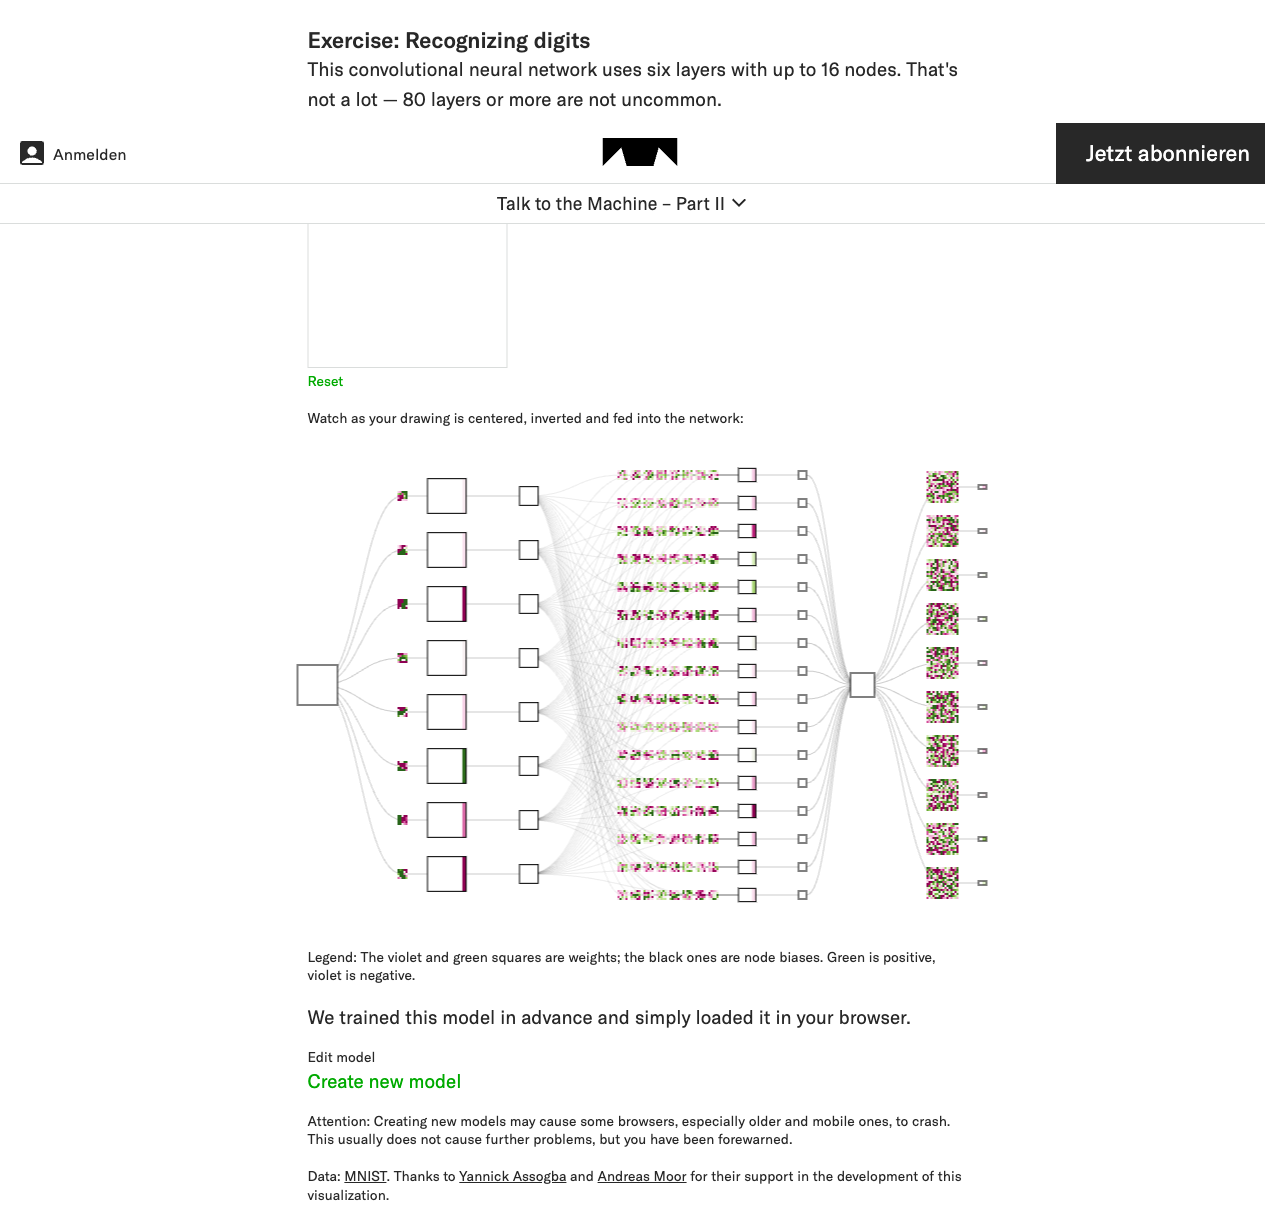 Exercise: Recognizing digits
This convolutional neural network uses six layers with up to 16 nodes. That's
not a lot — 80 layers or more are not uncommon.
Anmelden
Jetzt abonnieren
Talk to the Machine – Part II
Reset
Watch as your drawing is centered, inverted and fed into the network:
Legend: The violet and green squares are weights; the black ones are node biases. Green is positive,
violet is negative.
We trained this model in advance and simply loaded it in your browser.
Edit model
Create new model
Attention: Creating new models may cause some browsers, especially older and mobile ones, to crash.
This usually does not cause further problems, but you have been forewarned.
Data: MNIST. Thanks to Yannick Assogba and Andreas Moor for their support in the development of this
visualization.